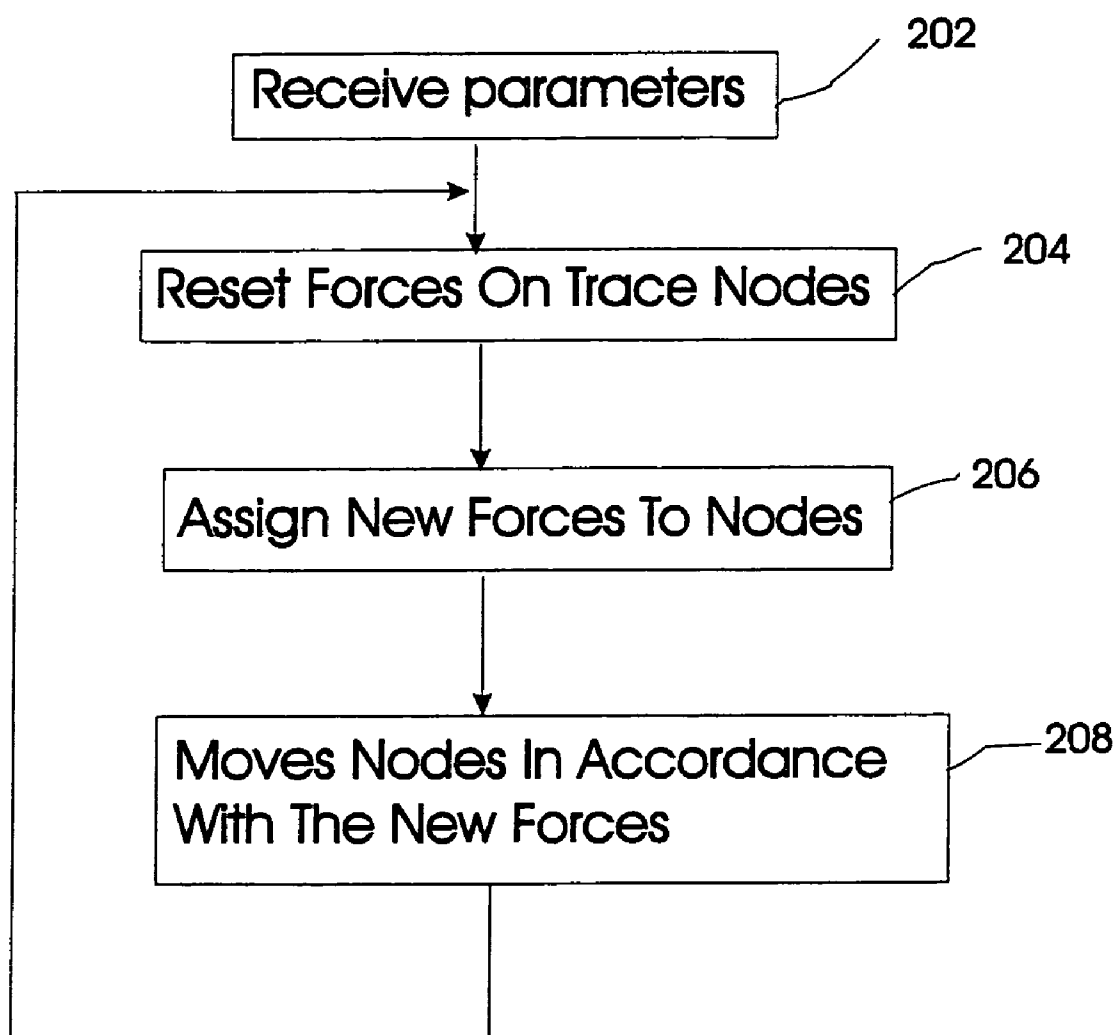 202
Receive parameters
204
Reset Forces On Trace Nodes
206
Assign New Forces To Nodes
208
Moves Nodes In Accordance
With The New Forces